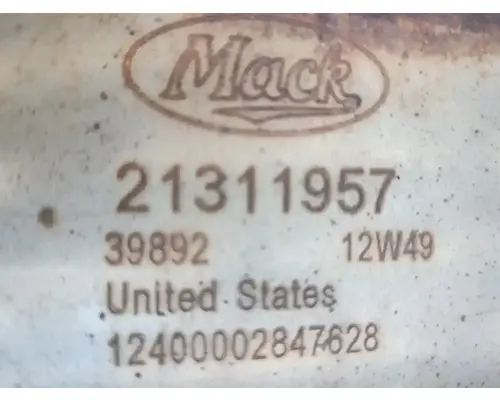 Mack
21311957
39892 12W49
United States
12400002847628